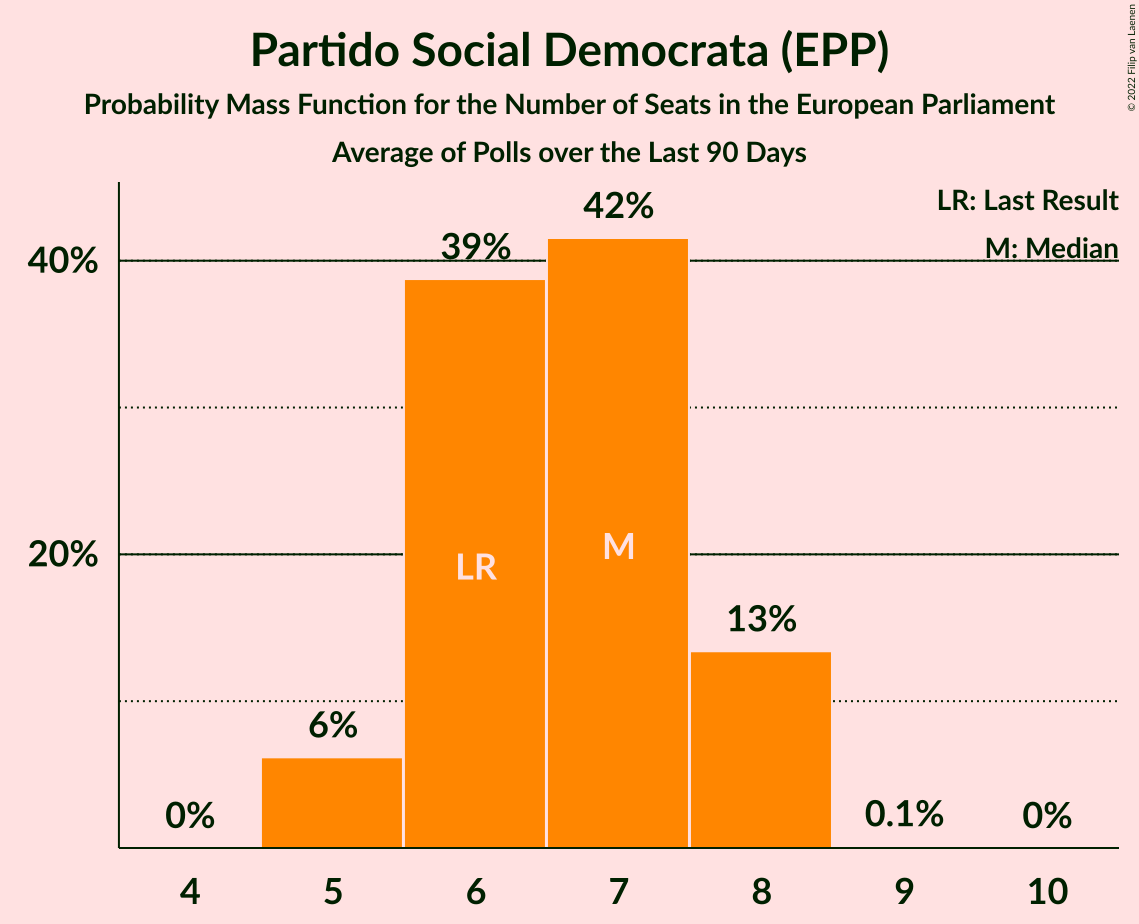 Partido Social Democrata (EPP)
Probability Mass Function for the Number of Seats in the European Parliament
Average of Polls over the Last 90 Days
© 2022 Filip van Laenen
LR: Last Result
M: Median
42%
39%
40%
20%
LR
M
13%
6%
0%
0.1%
0%
4 5 6 7 8 9 10